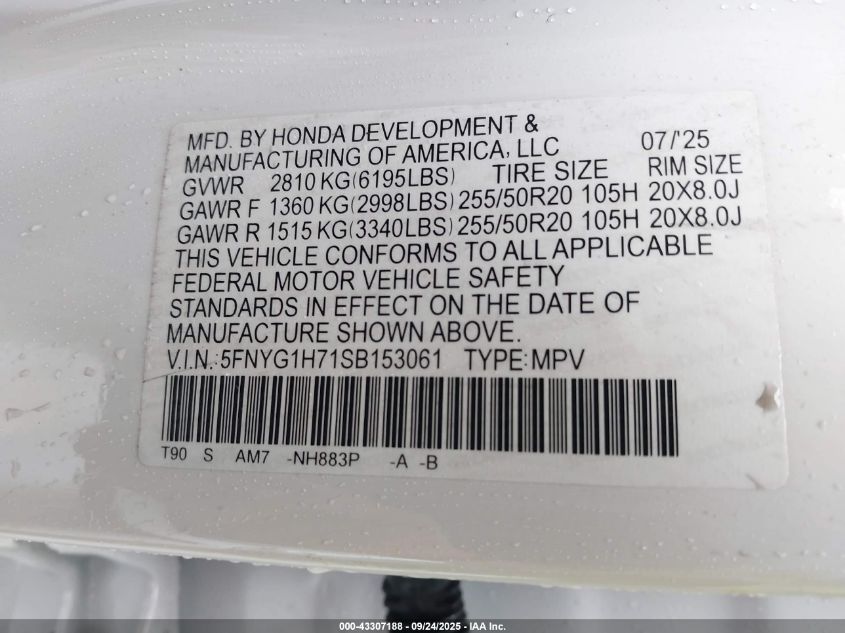 MFD. BY HONDA DEVELOPMENT &
MANUFACTURING OF AMERICA, LLC 07/'25
GVWR 2810 KG(6195LBS) TIRE SIZE RIM SIZE
GAWR F 1360 KG(2998LBS) 255/50R20 105H 20X8.0J
GAWR R 1515 KG(3340LBS) 255/50R20 105H 20X8.0J
THIS VEHICLE CONFORMS TO ALL APPLICABLE
FEDERAL MOTOR VEHICLE SAFETY
STANDARDS IN EFFECT ON THE DATE OF
MANUFACTURE SHOWN ABOVE.
V.I.N.:5FNYG1H71SB153061 TYPE:MPV
T90 S AM7 -NH883P -A -B
000-43307188 - 09/24/2025 - IAA Inc.